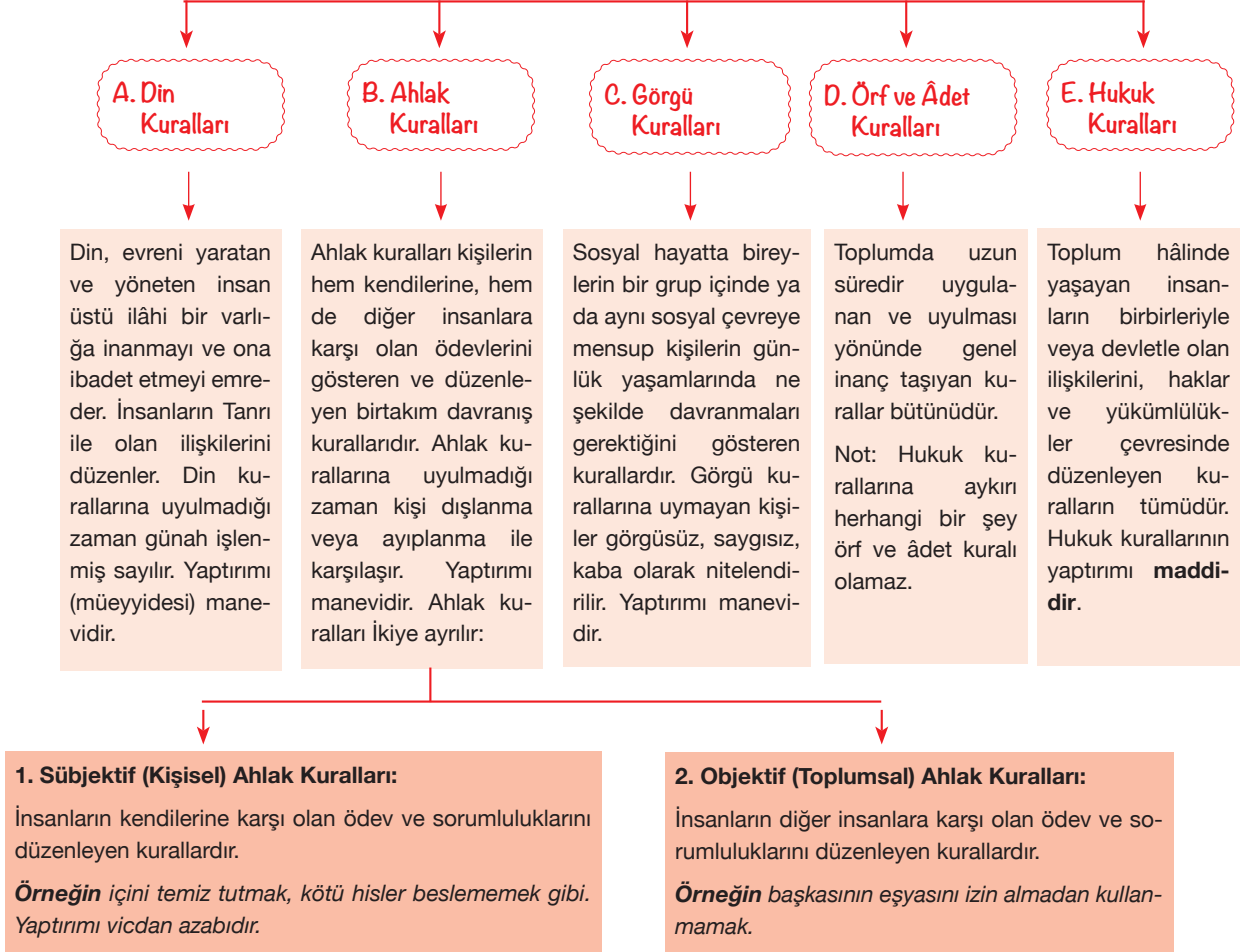 A. Din
Kuralları
B. Ahlak
Kuralları
C. Görgü
Kuralları
D. Örf ve Âdet
Kuralları
E. Hukuk
Kuralları
Din, evreni yaratan
ve yöneten insan
üstü ilâhi bir varlı-
ğa inanmayı ve ona
ibadet etmeyi emre-
der. İnsanların Tanrı
ile olan ilişkilerini
düzenler. Din ku-
rallarına uyulmadığı
zaman günah işlen-
miş sayılır. Yaptırımı
(müeyyidesi) mane-
vidir.
Ahlak kuralları kişilerin
hem kendilerine, hem
de diğer insanlara
karşı olan ödevlerini
gösteren ve düzenle-
yen birtakım davranış
kurallarıdır. Ahlak ku-
rallarına uyulmadığı
zaman kişi dışlanma
veya ayıplanma ile
karşılaşır. Yaptırımı
manevidir. Ahlak ku-
ralları İkiye ayrılır:
Sosyal hayatta birey-
lerin bir grup içinde ya
da aynı sosyal çevreye
mensup kişilerin gün-
lük yaşamlarında ne
şekilde davranmaları
gerektiğini gösteren
kurallardır. Görgü ku-
rallarına uymayan kişi-
ler görgüsüz, saygısız,
kaba olarak nitelendi-
rilir. Yaptırımı manevi-
dir.
Toplumda uzun
süredir uygula-
nan ve uyulması
yönünde genel
inanç taşıyan ku-
rallar bütünüdür.
Not: Hukuk ku-
rallarına aykırı
herhangi bir şey
örf ve âdet kuralı
olamaz.
Toplum hâlinde
yaşayan insan-
ların birbirleriyle
veya devletle olan
ilişkilerini, haklar
ve yükümlülük-
ler çevresinde
düzenleyen ku-
ralların tümüdür.
Hukuk kurallarının
yaptırımı maddi-
dir.
1. Sübjektif (Kişisel) Ahlak Kuralları:
İnsanların kendilerine karşı olan ödev ve sorumluluklarını
düzenleyen kurallardır.
Örneğin içini temiz tutmak, kötü hisler beslememek gibi.
Yaptırımı vicdan azabıdır.
2. Objektif (Toplumsal) Ahlak Kuralları:
İnsanların diğer insanlara karşı olan ödev ve so-
rumluluklarını düzenleyen kurallardır.
Örneğin başkasının eşyasını izin almadan kullan-
mamak.